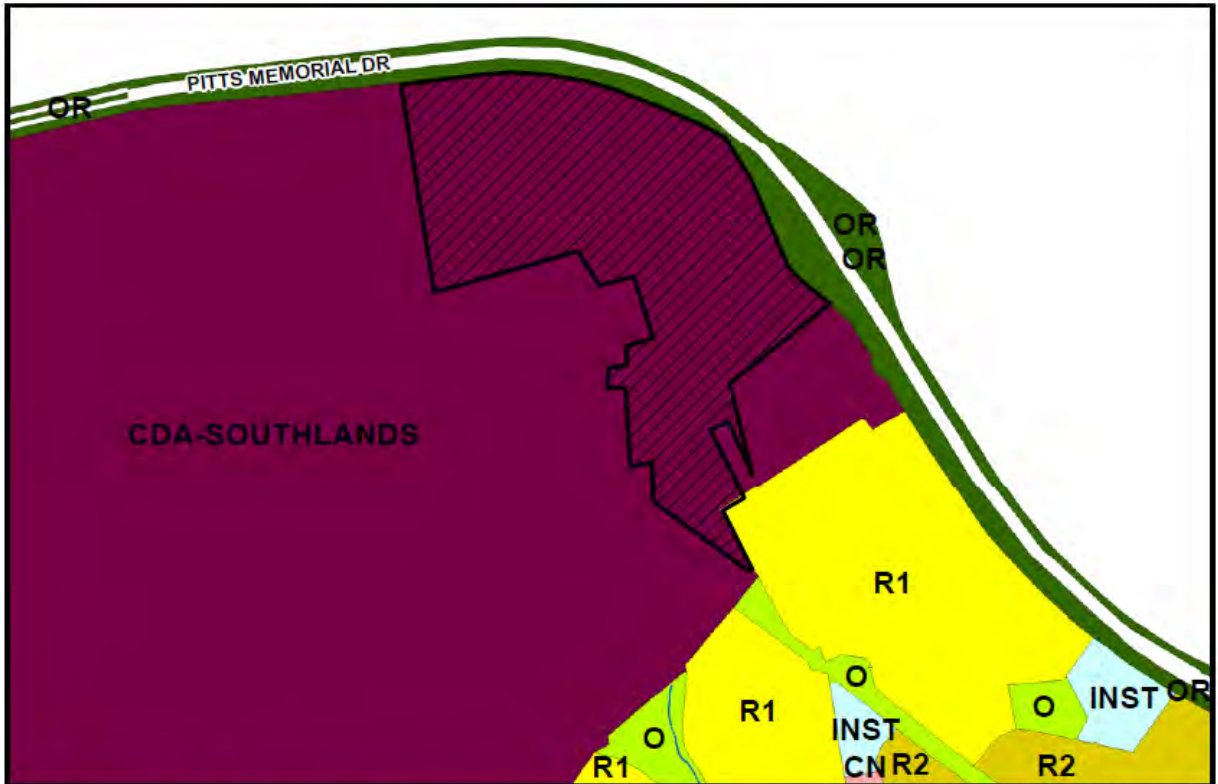 PITTS MEMORIAL DR
OR
OR
OR
CDA-SOUTHLANDS
R1
O
INST
OR
O
R1
INST
O
R2
R2
CN
R1